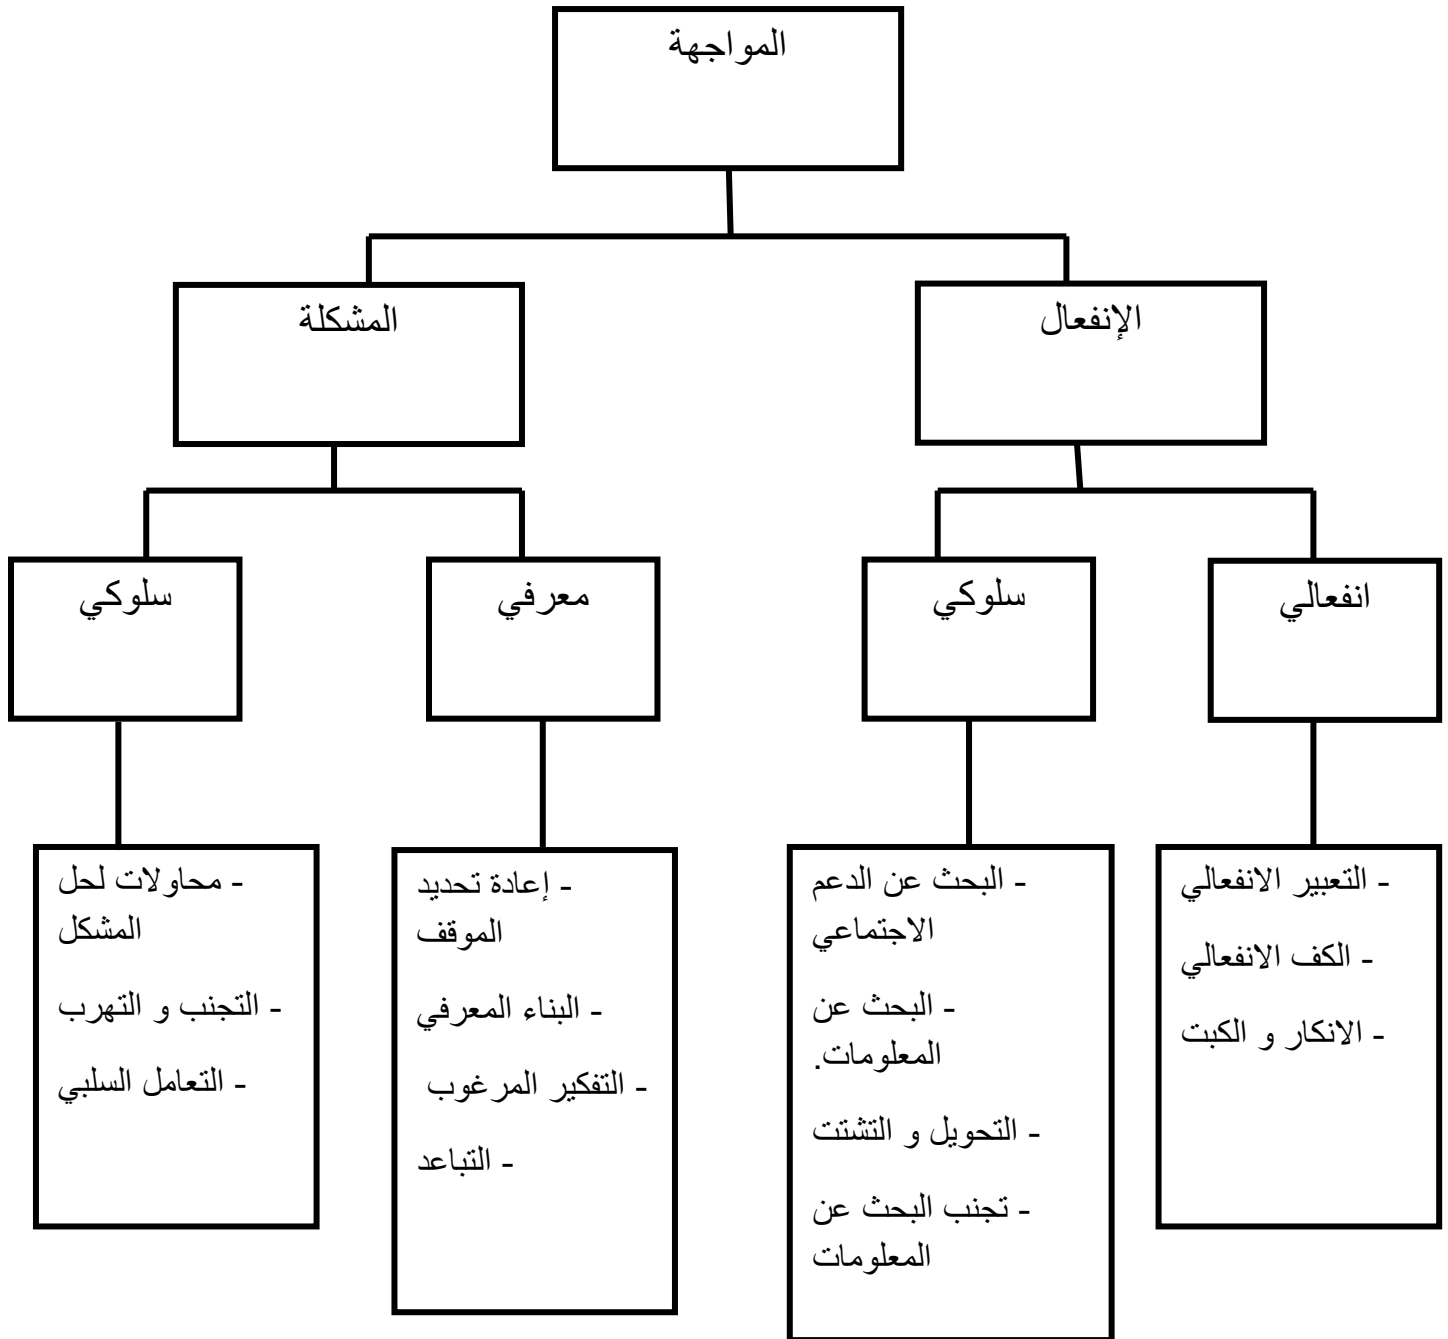 المواجهة
الإنفعال
المشكلة
انفعالي
سلوكي
معرفي
سلوكي
- التعبير الانفعالي
- الكف الانفعالي
- الانكار و الكبت
- البحث عن الدعم
الاجتماعي
- البحث عن
المعلومات.
- التحويل و التشتت
- تجنب البحث عن
المعلومات
- إعادة تحديد
الموقف
- البناء المعرفي
- التفكير المرغوب
- التباعد
- محاولات لحل
المشكل
- التجنب و التهرب
- التعامل السلبي